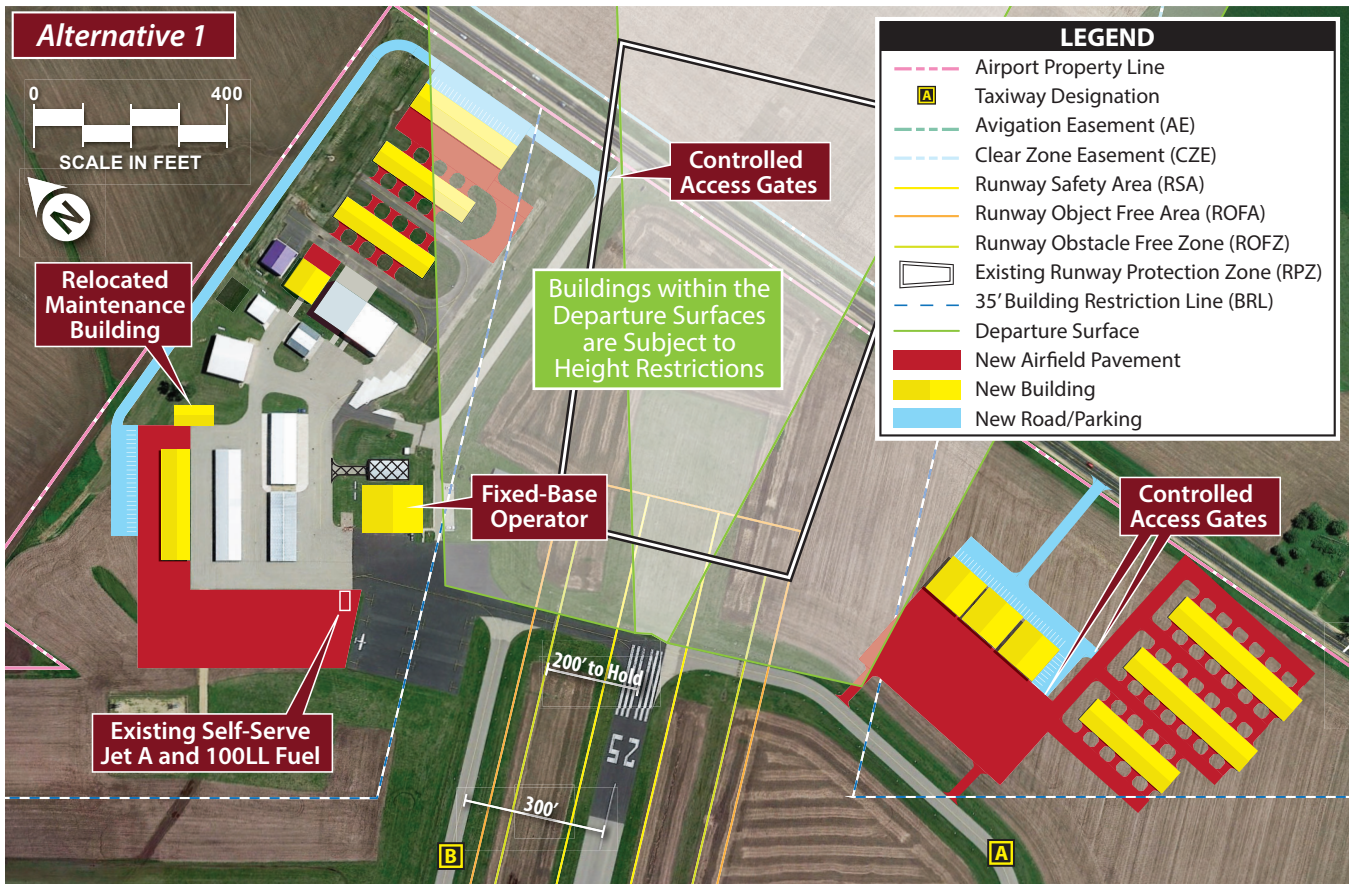 Alternative 1
0 400
SCALE IN FEET
N
Relocated
Maintenance
Building
Controlled
Access Gates
Buildings within the
Departure Surfaces
are Subject to
Height Restrictions
Fixed-Base
Operator
Existing Self-Serve
Jet A and 100LL Fuel
200' to Hold
25
300'
B
A
Controlled
Access Gates
LEGEND
Airport Property Line
A Taxiway Designation
Avigation Easement (AE)
Clear Zone Easement (CZE)
Runway Safety Area (RSA)
Runway Object Free Area (ROFA)
Runway Obstacle Free Zone (ROFZ)
Existing Runway Protection Zone (RPZ)
35' Building Restriction Line (BRL)
Departure Surface
New Airfield Pavement
New Building
New Road/Parking